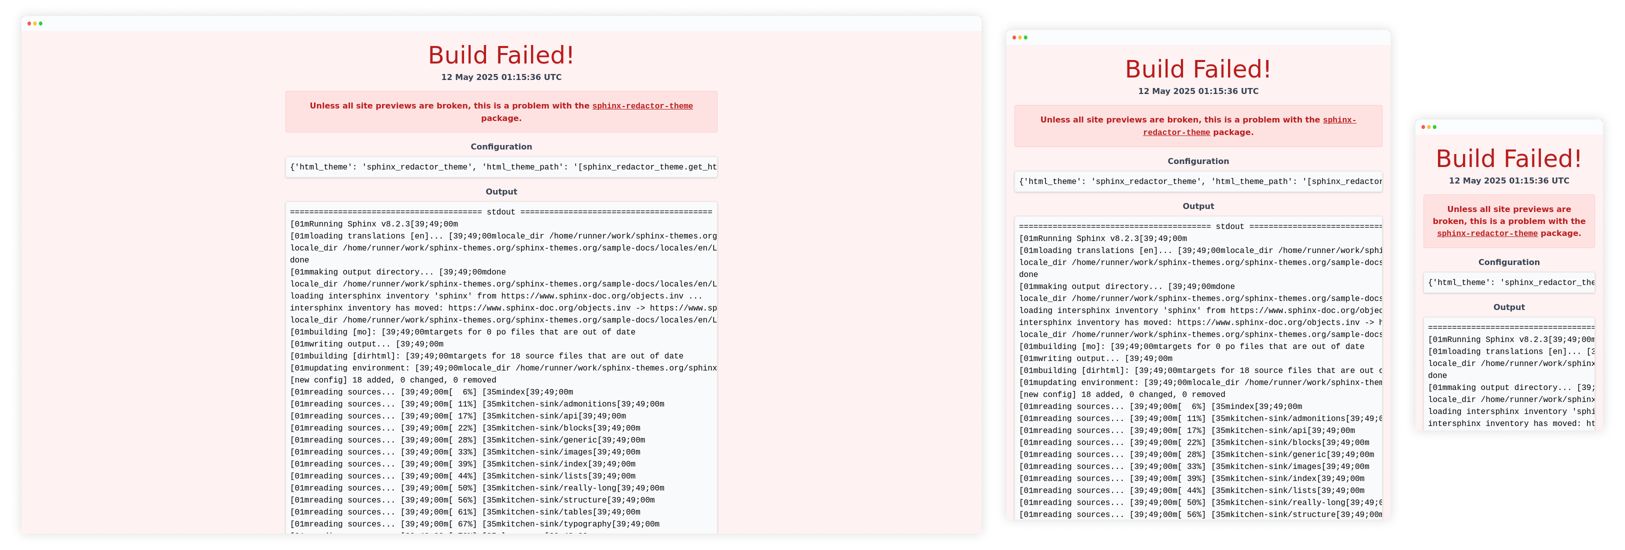 Build Failed!
12 May 2025 01:15:36 UTC
Unless all site previews are broken, this is a problem with the sphinx-redactor-theme
package.
Configuration
{'html_theme': 'sphinx_redactor_theme', 'html_theme_path': '[sphinx_redactor_theme.get_ht
Output
======================================== stdout ========================================
[01mRunning Sphinx v8.2.3[39;49;00m
[01mloading translations [en]... [39;49;00mlocale_dir /home/runner/work/sphinx-themes.org
locale_dir /home/runner/work/sphinx-themes.org/sphinx-themes.org/sample-docs/locales/en/L
done
[01mmaking output directory... [39;49;00mdone
locale_dir /home/runner/work/sphinx-themes.org/sphinx-themes.org/sample-docs/locales/en/L
loading intersphinx inventory 'sphinx' from https://www.sphinx-doc.org/objects.inv ...
intersphinx inventory has moved: https://www.sphinx-doc.org/objects.inv -> https://www.sp
locale_dir /home/runner/work/sphinx-themes.org/sphinx-themes.org/sample-docs/locales/en/L
[01mbuilding [mo]: [39;49;00mtargets for 0 po files that are out of date
[01mwriting output... [39;49;00m
[01mbuilding [dirhtml]: [39;49;00mtargets for 18 source files that are out of date
[01mupdating environment: [39;49;00mlocale_dir /home/runner/work/sphinx-themes.org/sphinx
[new config] 18 added, 0 changed, 0 removed
[01mreading sources... [39;49;00m[  6%] [35mindex[39;49;00m
[01mreading sources... [39;49;00m[ 11%] [35mkitchen-sink/admonitions[39;49;00m
[01mreading sources... [39;49;00m[ 17%] [35mkitchen-sink/api[39;49;00m
[01mreading sources... [39;49;00m[ 22%] [35mkitchen-sink/blocks[39;49;00m
[01mreading sources... [39;49;00m[ 28%] [35mkitchen-sink/generic[39;49;00m
[01mreading sources... [39;49;00m[ 33%] [35mkitchen-sink/images[39;49;00m
[01mreading sources... [39;49;00m[ 39%] [35mkitchen-sink/index[39;49;00m
[01mreading sources... [39;49;00m[ 44%] [35mkitchen-sink/lists[39;49;00m
[01mreading sources... [39;49;00m[ 50%] [35mkitchen-sink/really-long[39;49;00m
[01mreading sources... [39;49;00m[ 56%] [35mkitchen-sink/structure[39;49;00m
[01mreading sources... [39;49;00m[ 61%] [35mkitchen-sink/tables[39;49;00m
[01mreading sources... [39;49;00m[ 67%] [35mkitchen-sink/typography[39;49;00m
Build Failed!
12 May 2025 01:15:36 UTC
Unless all site previews are broken, this is a problem with the sphinx-
redactor-theme package.
Configuration
{'html_theme': 'sphinx_redactor_theme', 'html_theme_path': '[sphinx_redactor
Output
======================================== stdout ===============================
[01mRunning Sphinx v8.2.3[39;49;00m
[01mloading translations [en]... [39;49;00mlocale_dir /home/runner/work/sphi
locale_dir /home/runner/work/sphinx-themes.org/sphinx-themes.org/sample-docs
done
[01mmaking output directory... [39;49;00mdone
locale_dir /home/runner/work/sphinx-themes.org/sphinx-themes.org/sample-docs
loading intersphinx inventory 'sphinx' from https://www.sphinx-doc.org/objec
intersphinx inventory has moved: https://www.sphinx-doc.org/objects.inv -> h
locale_dir /home/runner/work/sphinx-themes.org/sphinx-themes.org/sample-docs
[01mbuilding [mo]: [39;49;00mtargets for 0 po files that are out of date
[01mwriting output... [39;49;00m
[01mbuilding [dirhtml]: [39;49;00mtargets for 18 source files that are out o
[01mupdating environment: [39;49;00mlocale_dir /home/runner/work/sphinx-them
[new config] 18 added, 0 changed, 0 removed
[01mreading sources... [39;49;00m[  6%] [35mindex[39;49;00m
[01mreading sources... [39;49;00m[ 11%] [35mkitchen-sink/admonitions[39;49;0
[01mreading sources... [39;49;00m[ 17%] [35mkitchen-sink/api[39;49;00m
[01mreading sources... [39;49;00m[ 22%] [35mkitchen-sink/blocks[39;49;00m
[01mreading sources... [39;49;00m[ 28%] [35mkitchen-sink/generic[39;49;00m
[01mreading sources... [39;49;00m[ 33%] [35mkitchen-sink/images[39;49;00m
[01mreading sources... [39;49;00m[ 39%] [35mkitchen-sink/index[39;49;00m
[01mreading sources... [39;49;00m[ 44%] [35mkitchen-sink/lists[39;49;00m
[01mreading sources... [39;49;00m[ 50%] [35mkitchen-sink/really-long[39;49;0
[01mreading sources... [39;49;00m[ 56%] [35mkitchen-sink/structure[39;49;00m
Build Failed!
12 May 2025 01:15:36 UTC
Unless all site previews are
broken, this is a problem with the
sphinx-redactor-theme package.
Configuration
{'html_theme': 'sphinx_redactor_the
Output
===================================
[01mRunning Sphinx v8.2.3[39;49;00m
[01mloading translations [en]... [3
locale_dir /home/runner/work/sphinx
done
[01mmaking output directory... [39;
locale_dir /home/runner/work/sphinx
loading intersphinx inventory 'sphi
intersphinx inventory has moved: ht